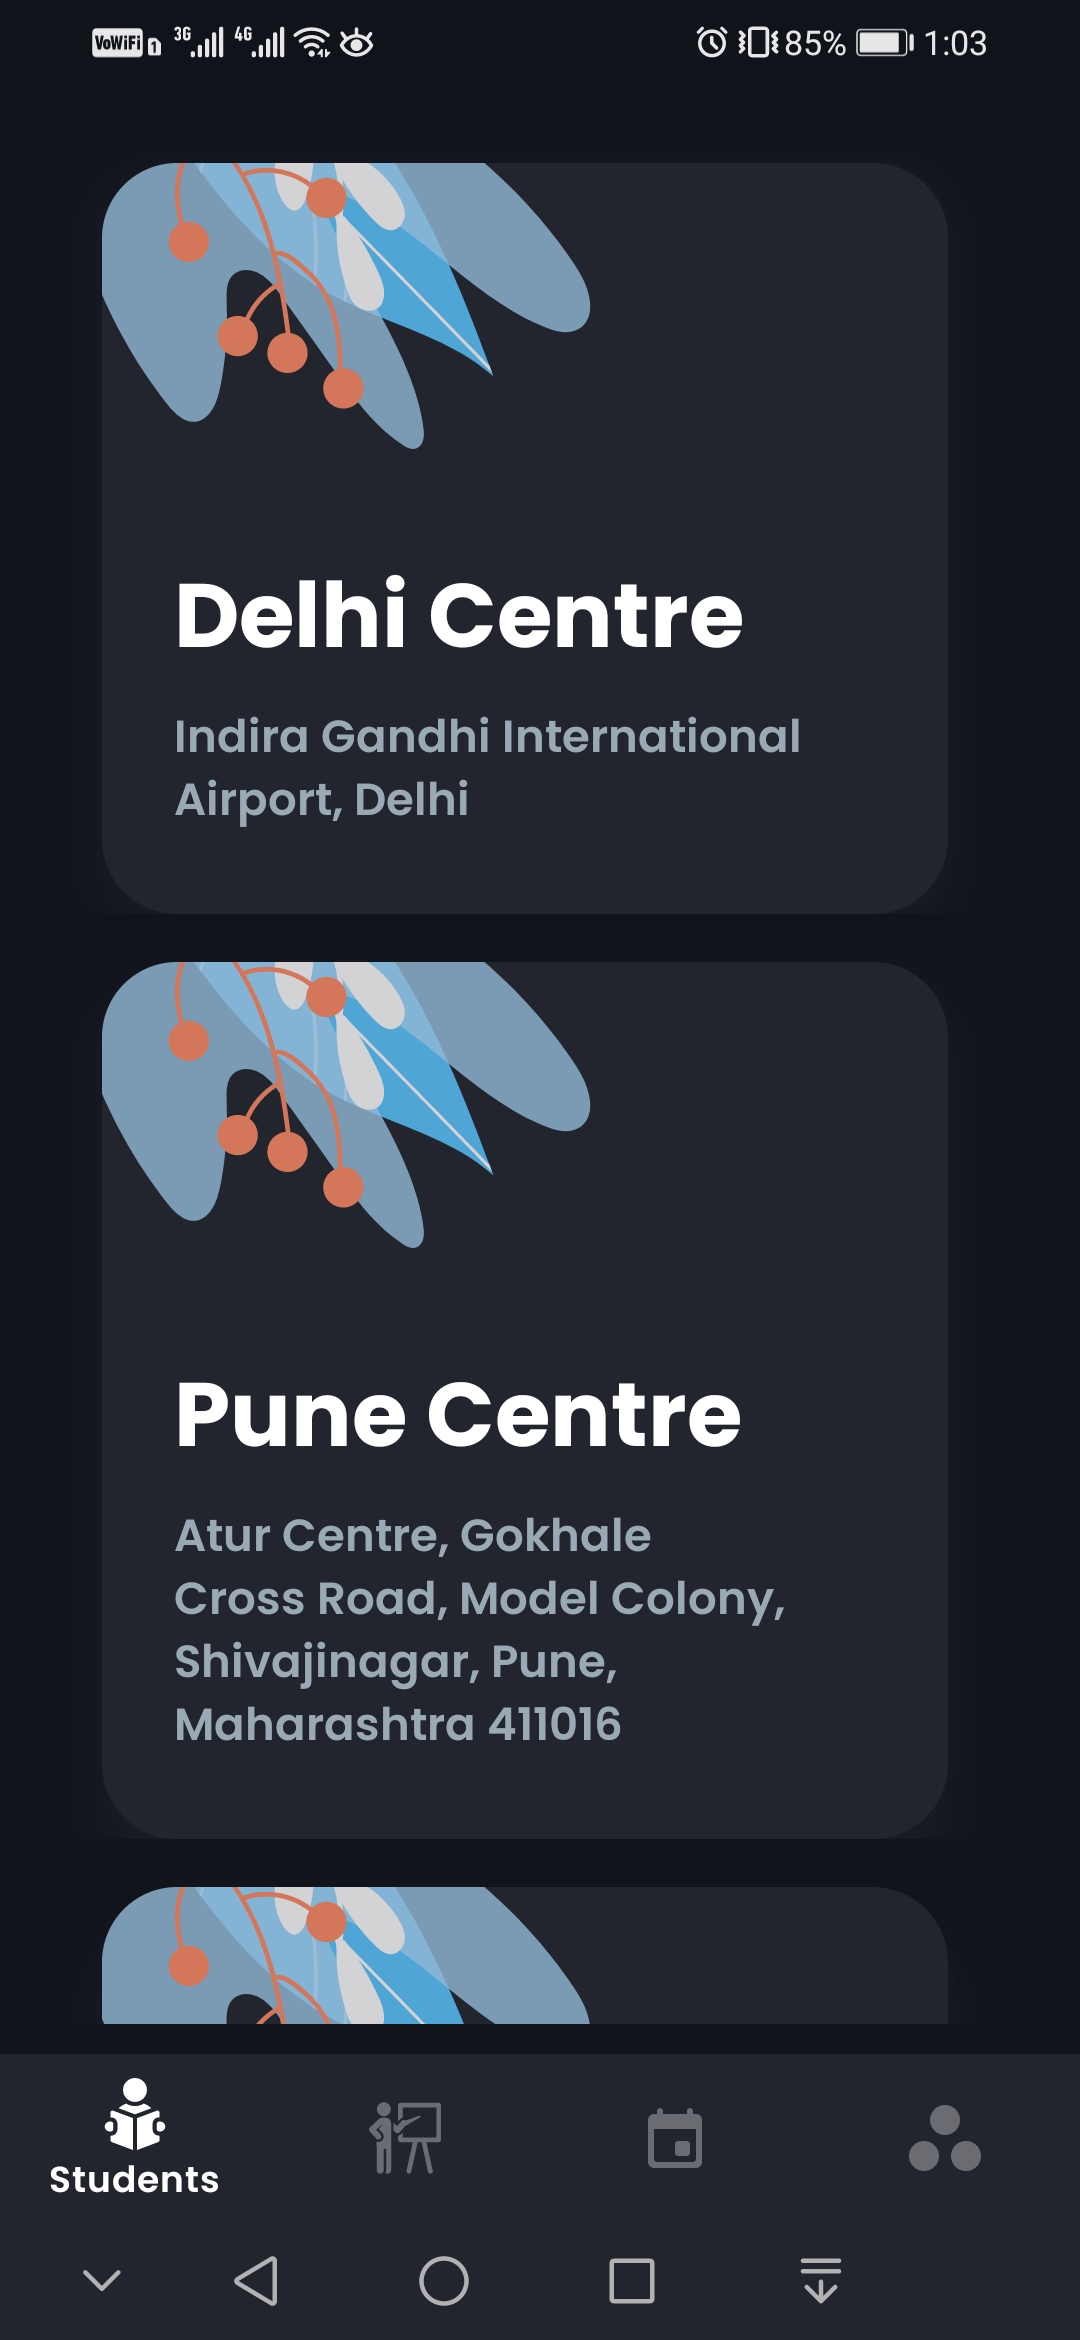 VoWiFi 1 3G 4G 85% 1:03
Delhi Centre
Indira Gandhi International
Airport, Delhi
Pune Centre
Atur Centre, Gokhale
Cross Road, Model Colony,
Shivajinagar, Pune,
Maharashtra 411016
Students